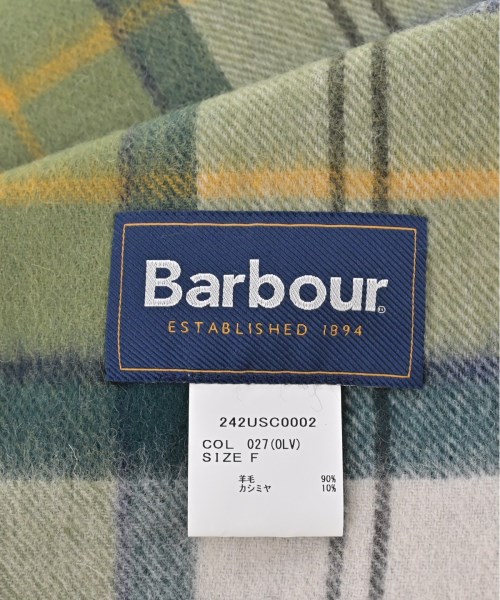 Barbour®
ESTABLISHED 1894
242USC0002
COL 027(OLV)
SIZE F
羊毛 90%
カシミヤ 10%